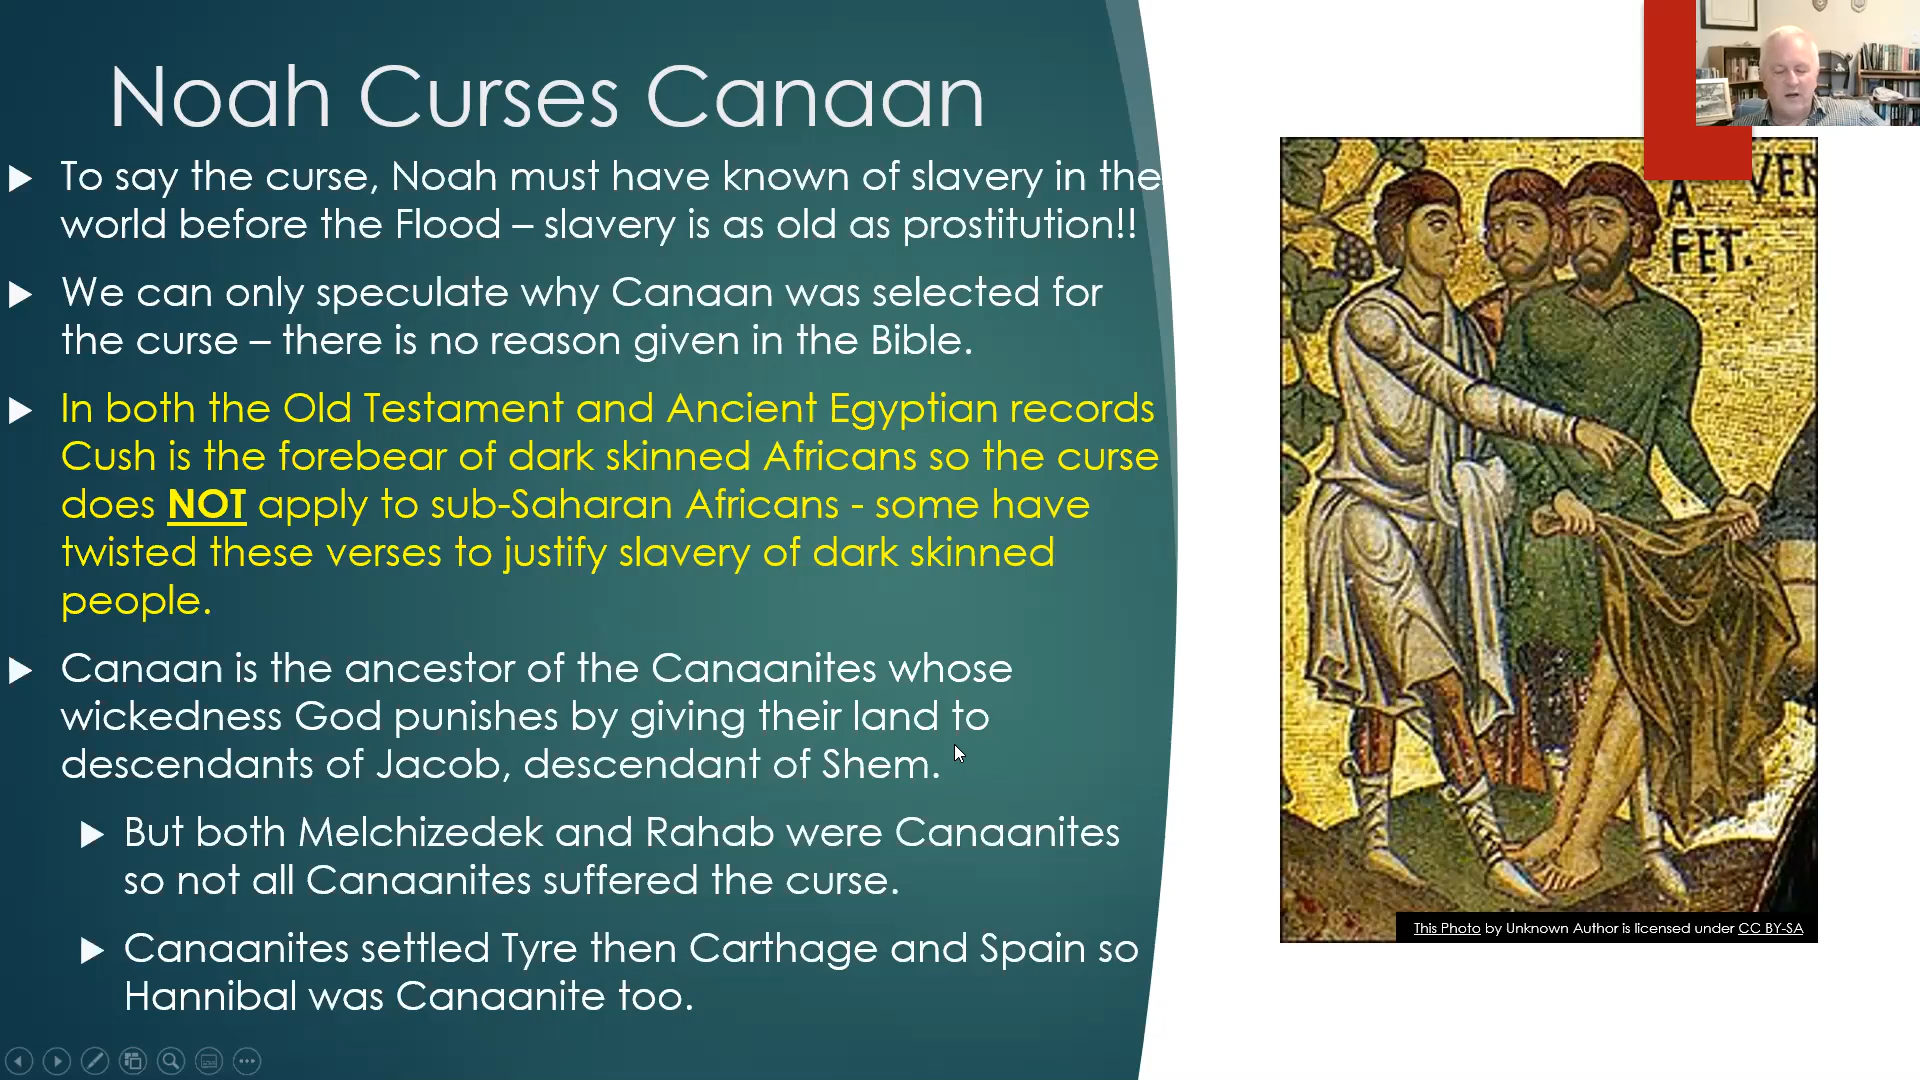 Noah Curses Canaan
To say the curse, Noah must have known of slavery in the
world before the Flood – slavery is as old as prostitution!!
We can only speculate why Canaan was selected for
the curse – there is no reason given in the Bible.
In both the Old Testament and Ancient Egyptian records
Cush is the forebear of dark skinned Africans so the curse
does NOT apply to sub-Saharan Africans - some have
twisted these verses to justify slavery of dark skinned
people.
Canaan is the ancestor of the Canaanites whose
wickedness God punishes by giving their land to
descendants of Jacob, descendant of Shem.
But both Melchizedek and Rahab were Canaanites
so not all Canaanites suffered the curse.
Canaanites settled Tyre then Carthage and Spain so
Hannibal was Canaanite too.
FET.
This Photo by Unknown Author is licensed under CC BY-SA